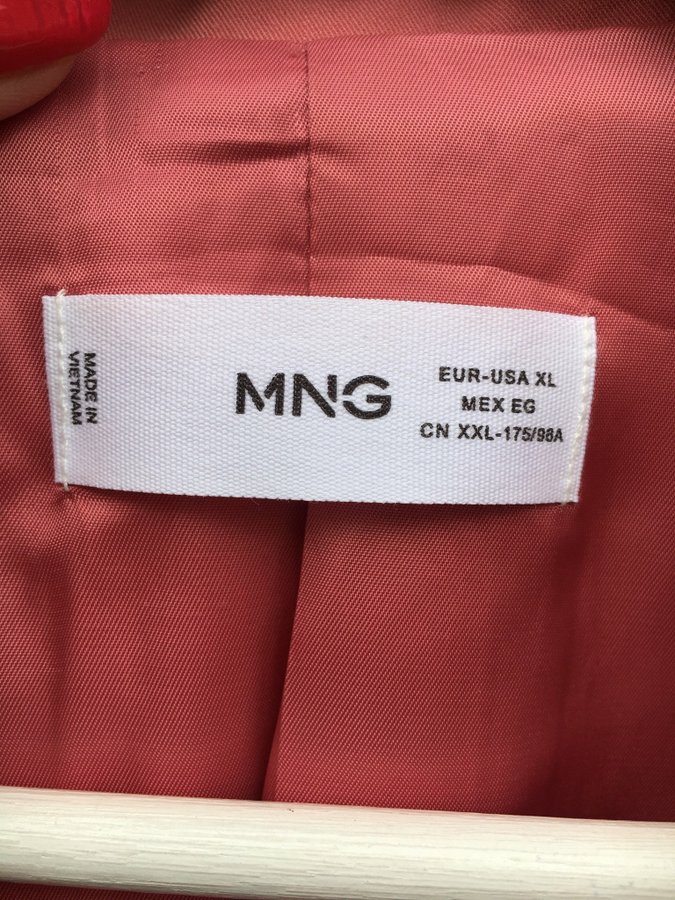 MADE IN
VIETNAM
MNG
EUR-USA XL
MEX EG
CN XXL-175/98A